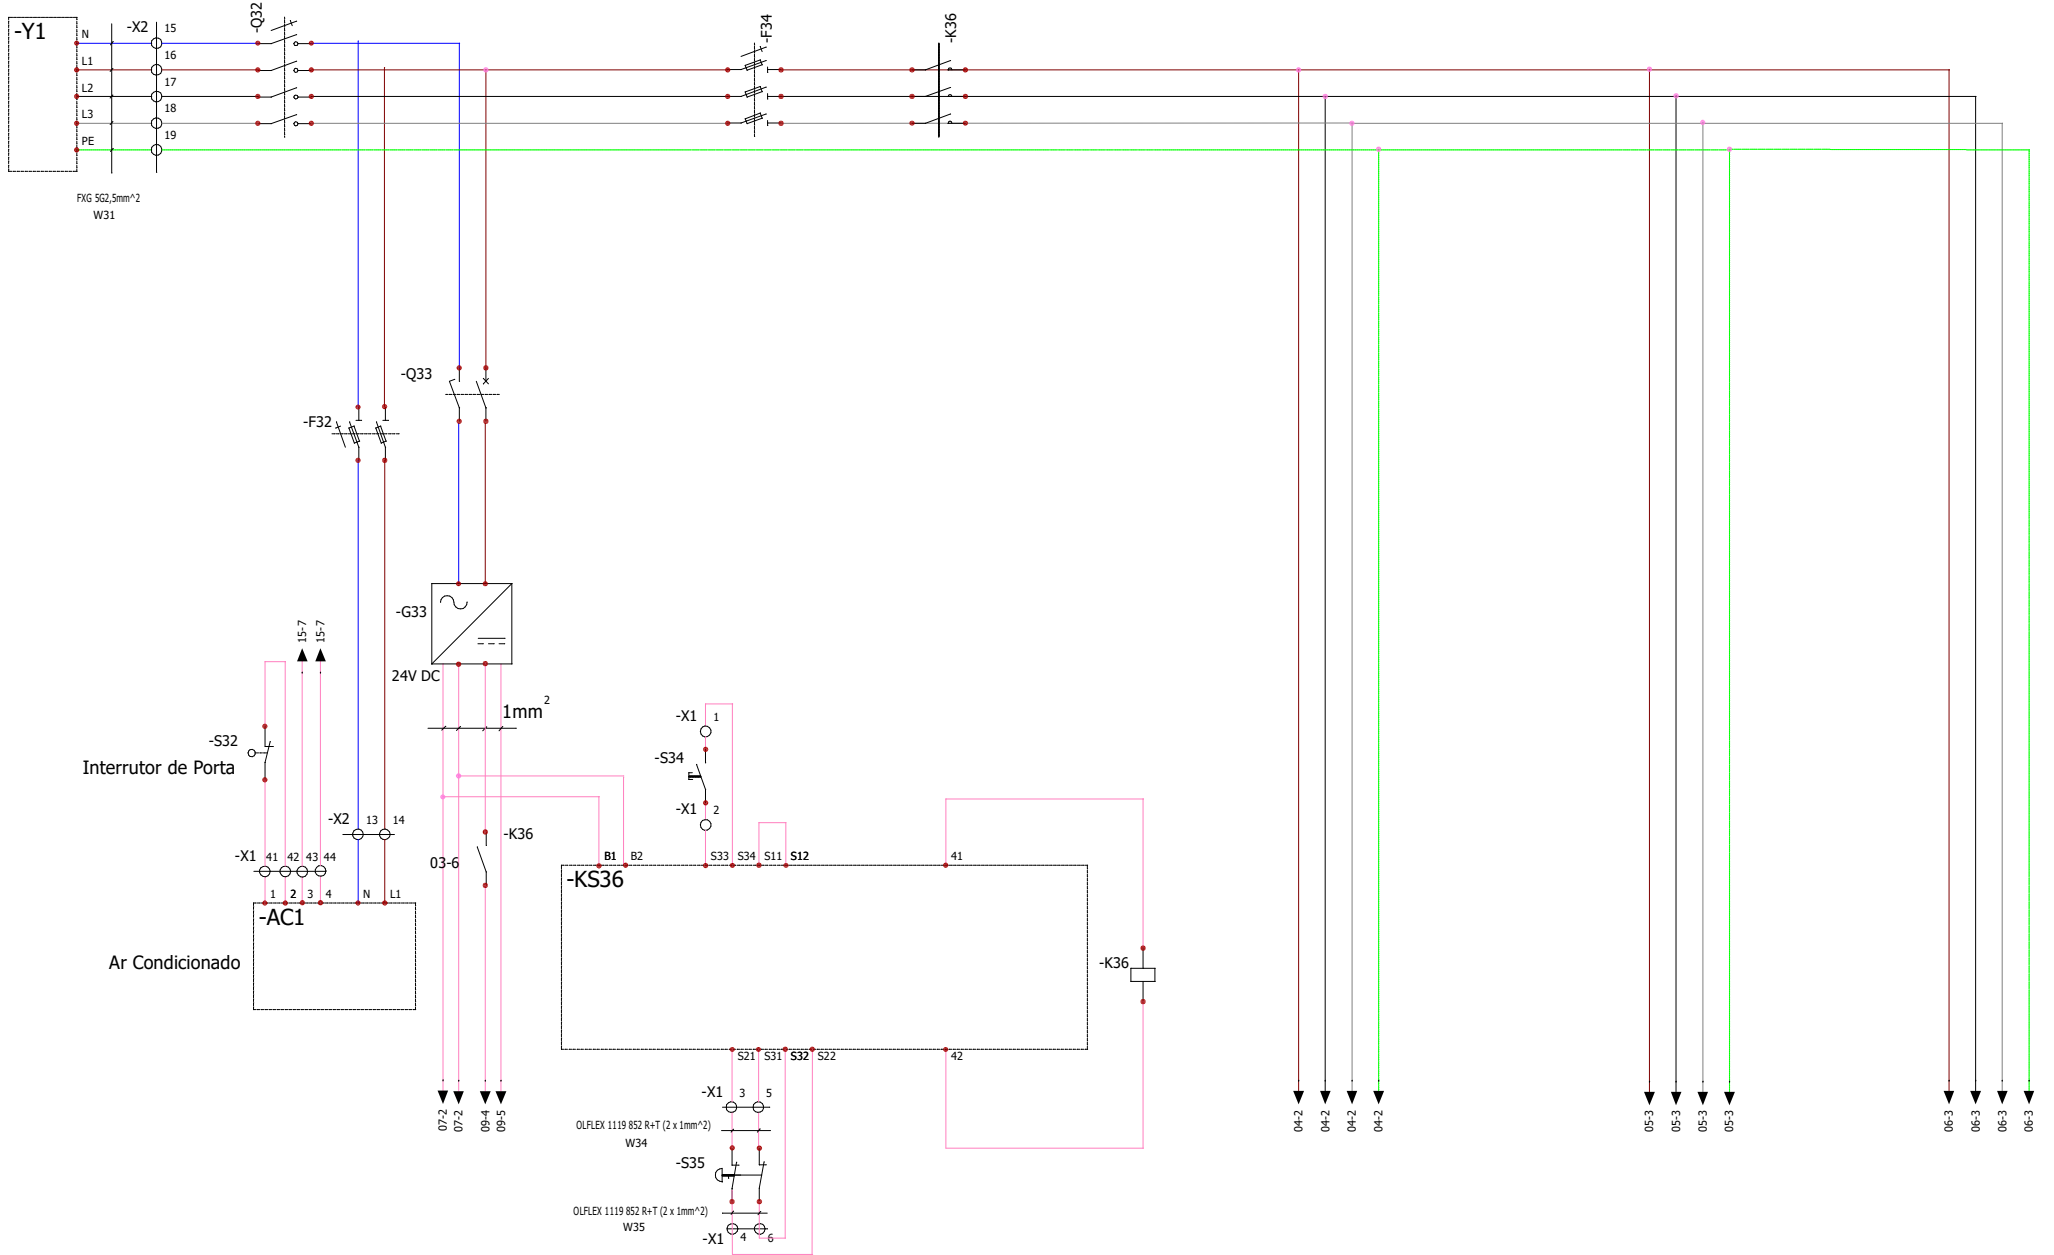 -Y1
N
L1
L2
L3
PE
FXG 5G2,5mm^2
W31
-X2
15
16
17
18
19
-Q32
-F34
-K36
-Q33
-F32
-G33
24V DC
1mm2
15-7
15-7
-S32
Interrutor de Porta
-X2 13 14
-X1 41 42 43 44
1 2 3 4 N L1
-AC1
Ar Condicionado
-K36
03-6
07-2
07-2
09-4
09-5
-X1 1
-S34
-X1 2
B1 B2 S33 S34 S11 S12 41
-KS36
-K36
S21 S31 S32 S22 42
-X1 3 5
OLFLEX 1119 852 R+T (2 x 1mm^2)
W34
-S35
OLFLEX 1119 852 R+T (2 x 1mm^2)
W35
-X1 4 6
04-2
04-2
04-2
04-2
05-3
05-3
05-3
05-3
06-3
06-3
06-3
06-3